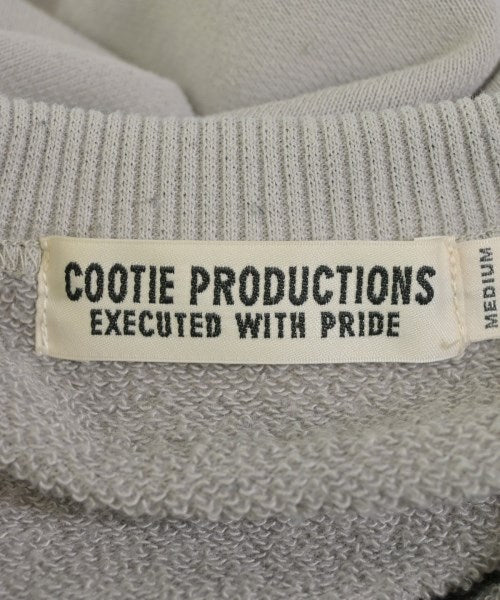 COOTIE PRODUCTIONS
EXECUTED WITH PRIDE
MEDIUM